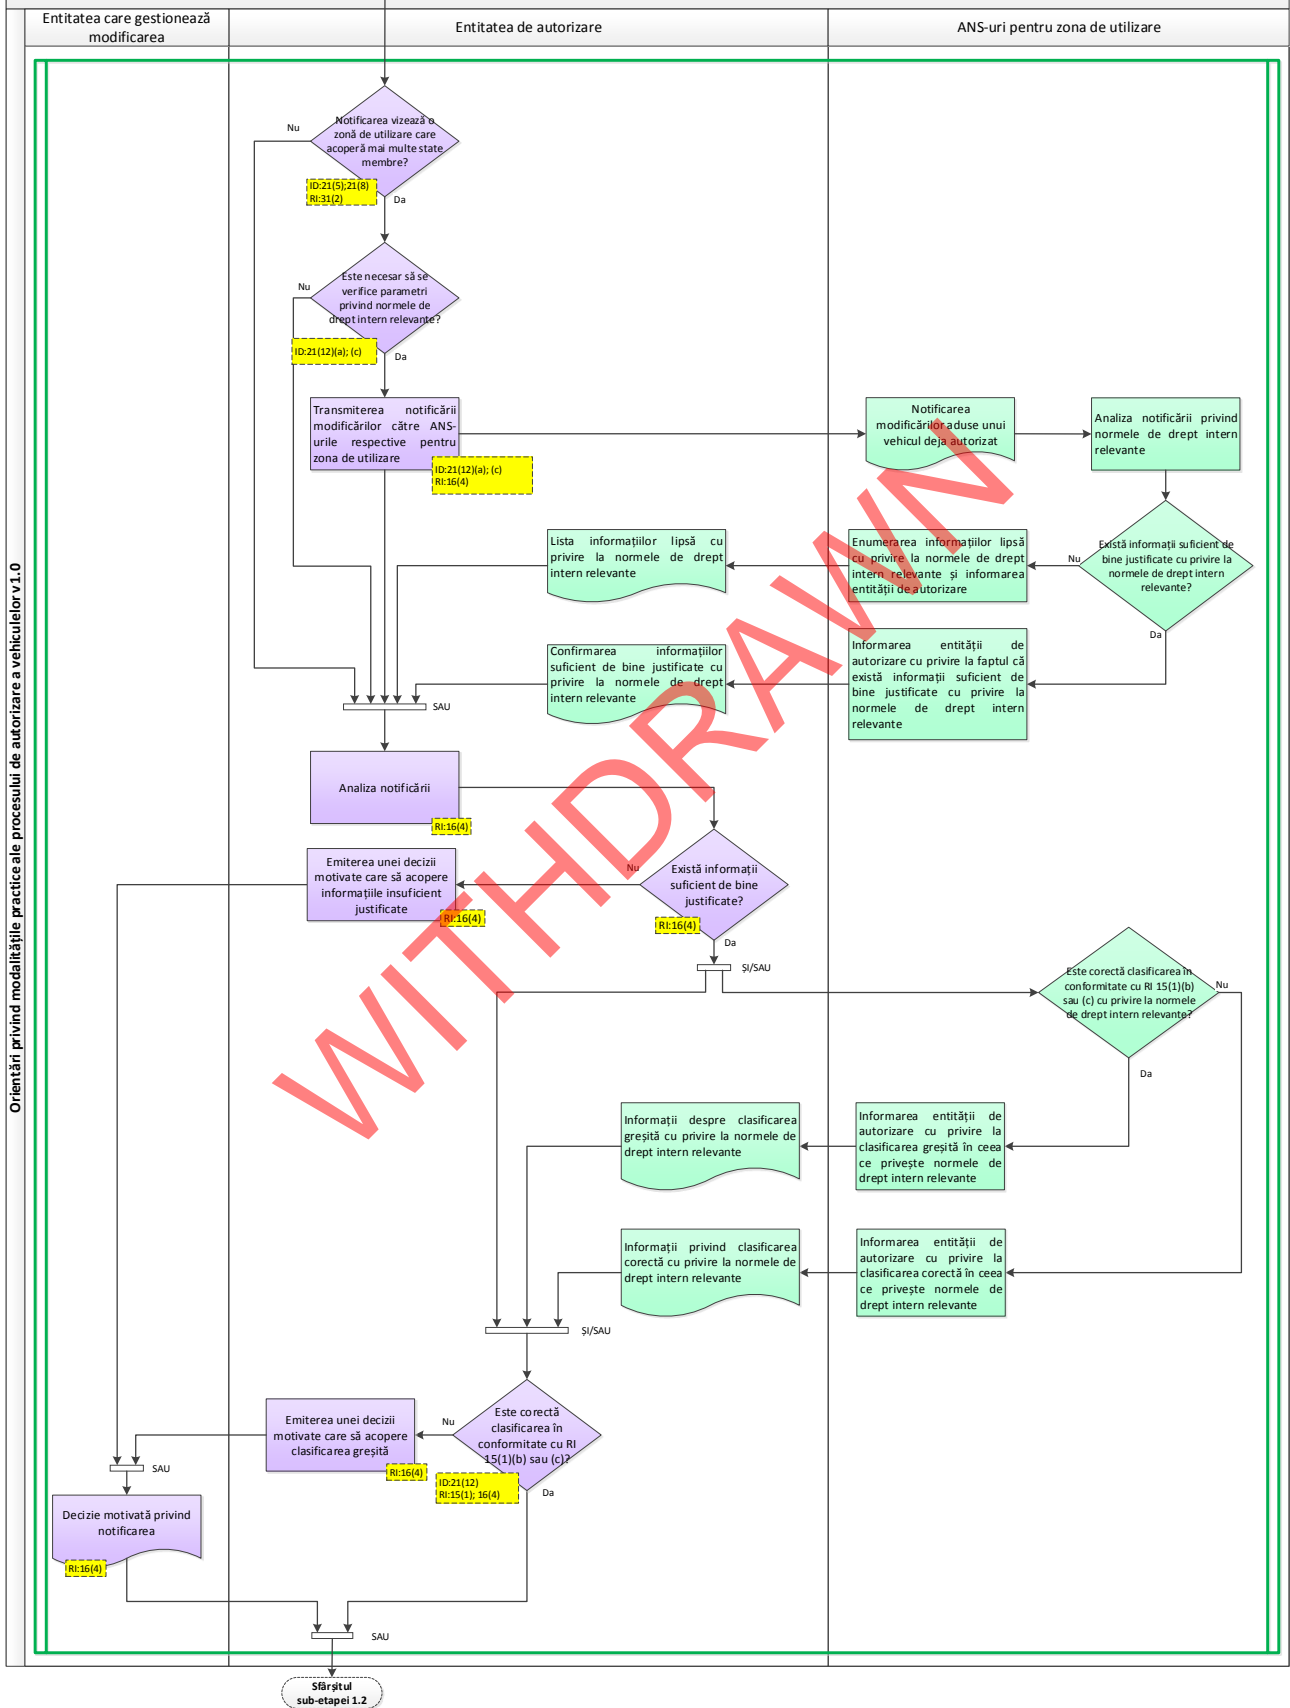 Entitatea care gestionează
modificarea
Entitatea de autorizare
ANS-uri pentru zona de utilizare
Orientări privind modalitățile practice ale procesului de autorizare a vehiculelor v1.0
Notificarea vizează o
zonă de utilizare care
acoperă mai multe state
membre?
Nu
ID:21(5);21(8)
RI:31(2)
Da
Este necesar să se
verifice parametri
privind normele de
drept intern relevante?
Nu
ID:21(12)(a); (c)
Da
Transmiterea notificării
modificărilor către ANS-
urile respective pentru
zona de utilizare
ID:21(12)(a); (c)
RI:16(4)
Notificarea
modificărilor aduse unui
vehicul deja autorizat
Analiza notificării privind
normele de drept intern
relevante
Lista informațiilor lipsă cu
privire la normele de drept
intern relevante
Enumerarea informațiilor lipsă
cu privire la normele de drept
intern relevante și informarea
entității de autorizare
Nu
Există informații suficient de
bine justificate cu privire la
normele de drept intern
relevante?
Da
Confirmarea informațiilor
suficient de bine justificate cu
privire la normele de drept
intern relevante
Informarea entității de
autorizare cu privire la faptul că
există informații suficient de
bine justificate cu privire la
normele de drept intern
relevante
SAU
Analiza notificării
RI:16(4)
Emiterea unei decizii
motivate care să acopere
informațiile insuficient
justificate
RI:16(4)
Nu
Există informații
suficient de bine
justificate?
RI:16(4)
Da
ȘI/SAU
Este corectă clasificarea în
conformitate cu RI 15(1)(b)
sau (c) cu privire la normele
de drept intern relevante?
Nu
Da
Informații despre clasificarea
greșită cu privire la normele de
drept intern relevante
Informarea entității de
autorizare cu privire la
clasificarea greșită în ceea
ce privește normele de
drept intern relevante
Informații privind clasificarea
corectă cu privire la normele de
drept intern relevante
Informarea entității de
autorizare cu privire la
clasificarea corectă în ceea
ce privește normele de
drept intern relevante
ȘI/SAU
Emiterea unei decizii
motivate care să acopere
clasificarea greșită
RI:16(4)
Nu
Este corectă
clasificarea în
conformitate cu RI
15(1)(b) sau (c)?
ID:21(12)
RI:15(1); 16(4)
Da
SAU
Decizie motivată privind
notificarea
RI:16(4)
SAU
Sfârșitul
sub-etapei 1.2
WITHDRAWN